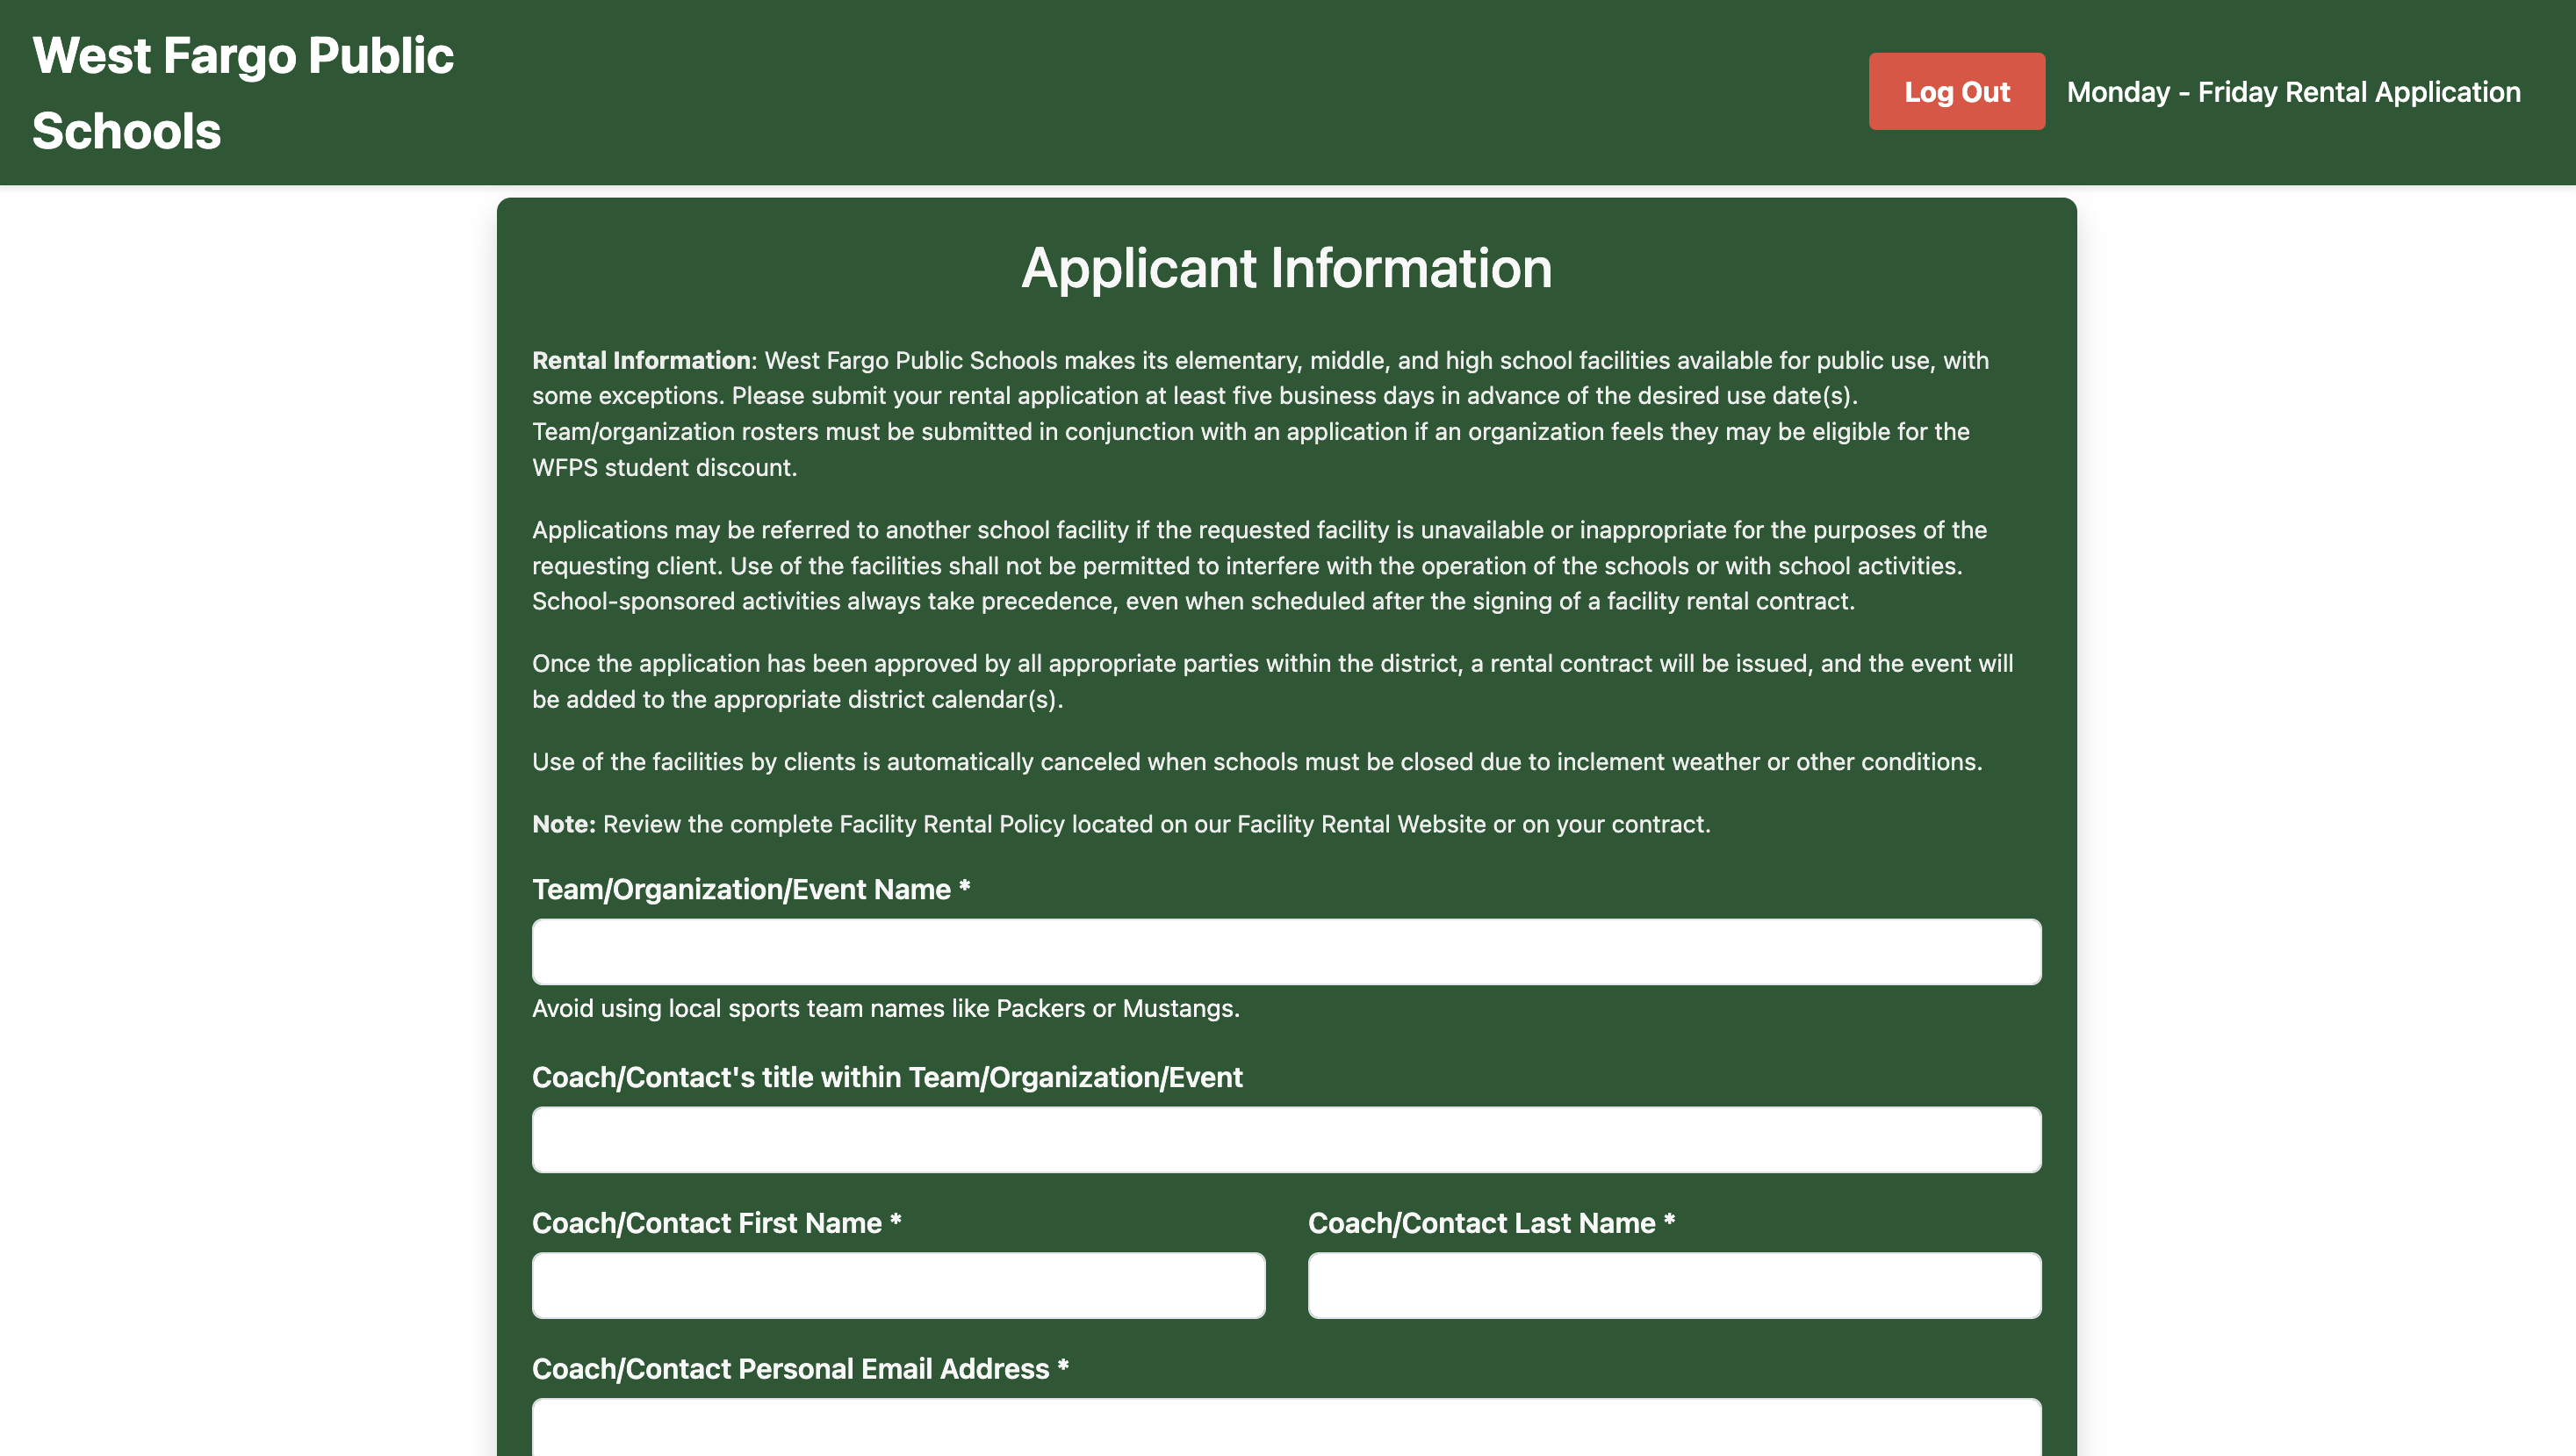 West Fargo Public
Schools
Log Out
Monday - Friday Rental Application
Applicant Information
Rental Information: West Fargo Public Schools makes its elementary, middle, and high school facilities available for public use, with
some exceptions. Please submit your rental application at least five business days in advance of the desired use date(s).
Team/organization rosters must be submitted in conjunction with an application if an organization feels they may be eligible for the
WFPS student discount.
Applications may be referred to another school facility if the requested facility is unavailable or inappropriate for the purposes of the
requesting client. Use of the facilities shall not be permitted to interfere with the operation of the schools or with school activities.
School-sponsored activities always take precedence, even when scheduled after the signing of a facility rental contract.
Once the application has been approved by all appropriate parties within the district, a rental contract will be issued, and the event will
be added to the appropriate district calendar(s).
Use of the facilities by clients is automatically canceled when schools must be closed due to inclement weather or other conditions.
Note: Review the complete Facility Rental Policy located on our Facility Rental Website or on your contract.
Team/Organization/Event Name *
Avoid using local sports team names like Packers or Mustangs.
Coach/Contact's title within Team/Organization/Event
Coach/Contact First Name *
Coach/Contact Last Name *
Coach/Contact Personal Email Address *